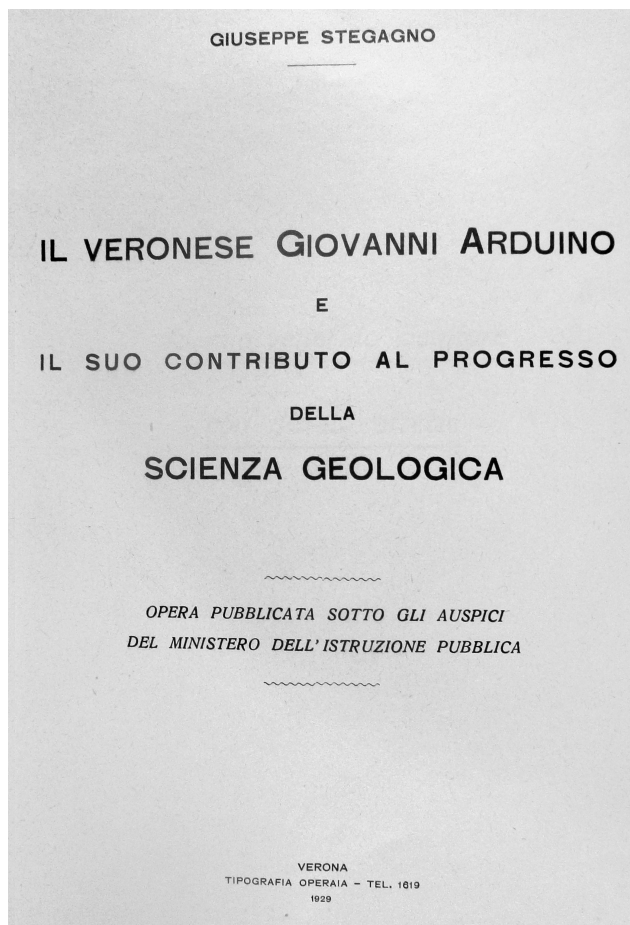 GIUSEPPE STEGAGNO
IL VERONESE GIOVANNI ARDUINO
E
IL SUO CONTRIBUTO AL PROGRESSO
DELLA
SCIENZA GEOLOGICA
OPERA PUBBLICATA SOTTO GLI AUSPICI
DEL MINISTERO DELL'ISTRUZIONE PUBBLICA
VERONA
TIPOGRAFIA OPERAIA - TEL. 1619
1929